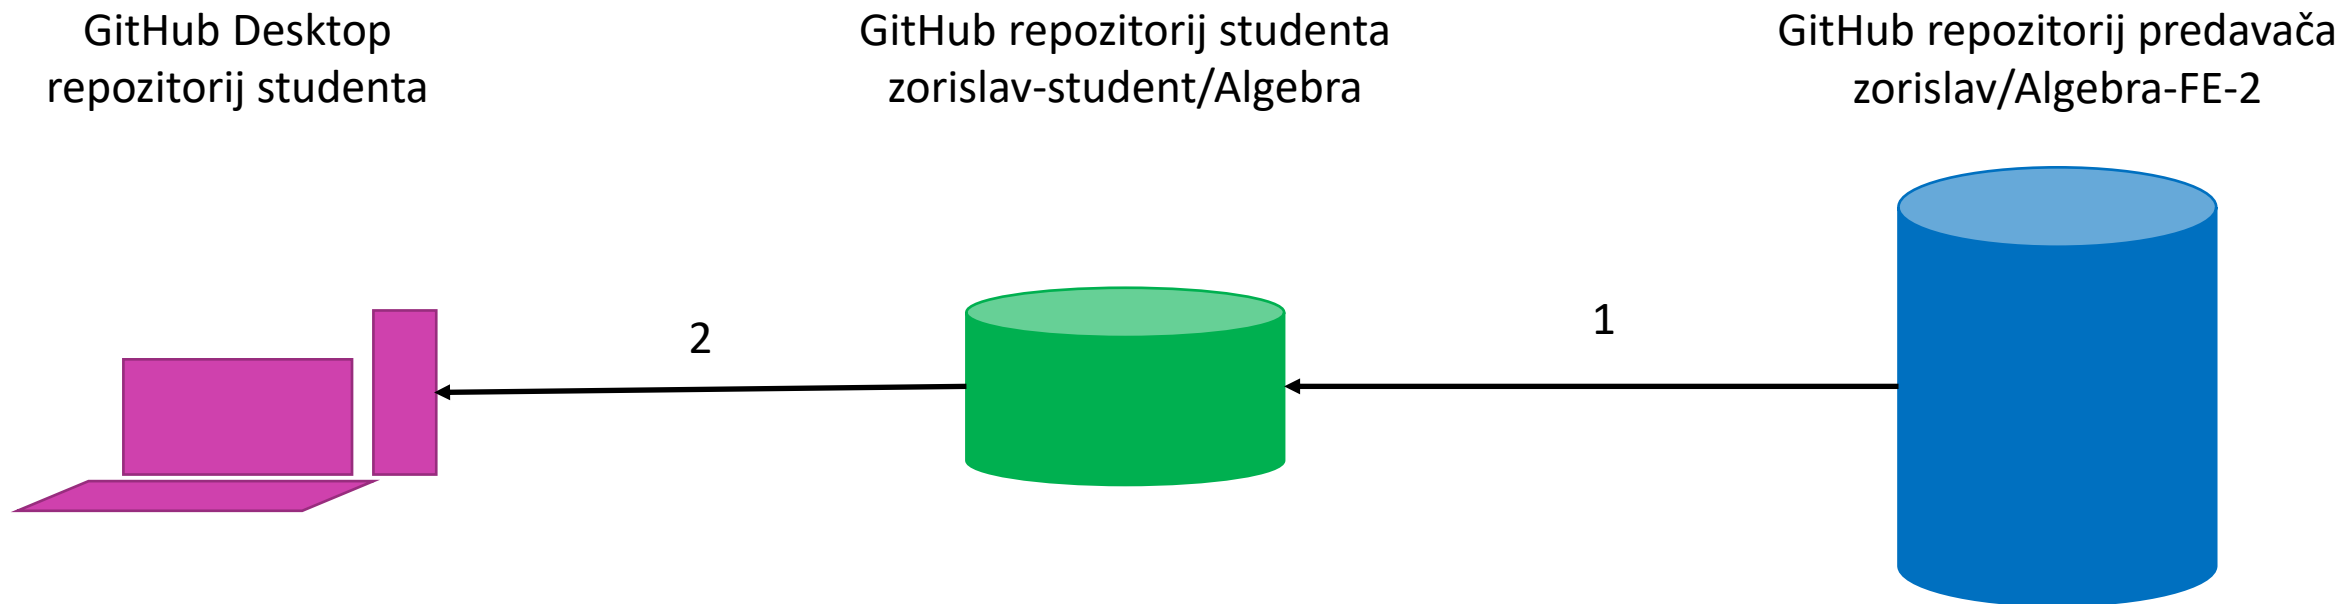 GitHub Desktop
repozitorij studenta
GitHub repozitorij studenta
zorislav-student/Algebra
GitHub repozitorij predavača
zorislav/Algebra-FE-2
2
1